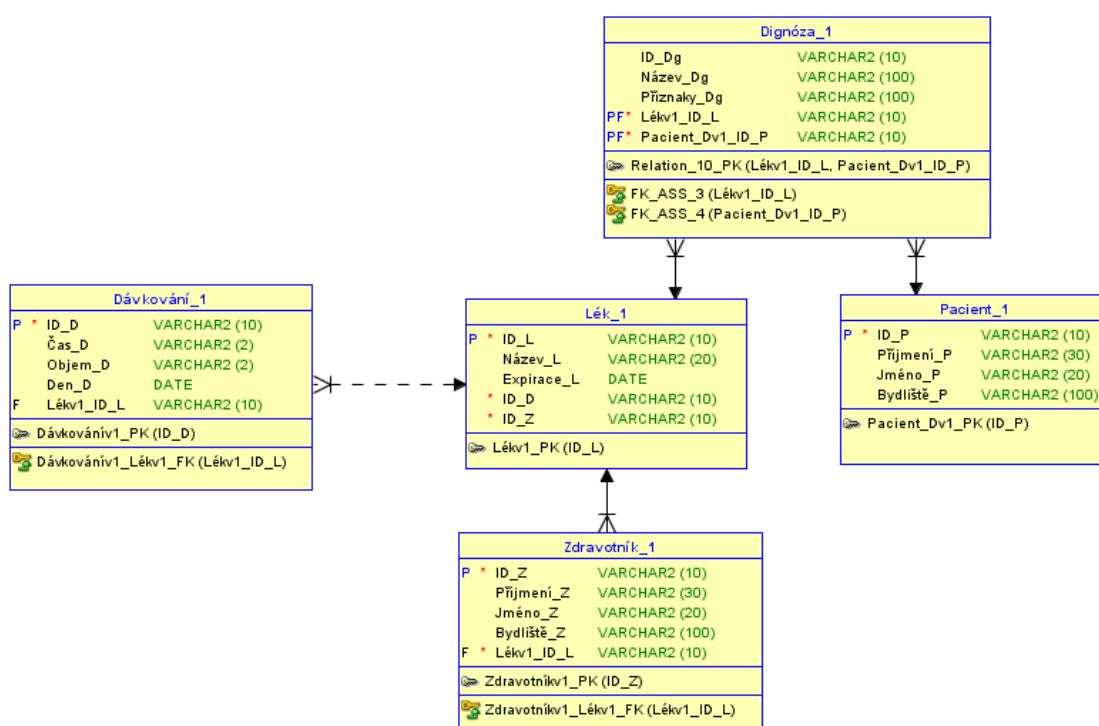 Dignóza_1
ID_Dg VARCHAR2 (10)
Název_Dg VARCHAR2 (100)
Příznaky_Dg VARCHAR2 (100)
PF* Lékv1_ID_L VARCHAR2 (10)
PF* Pacient_Dv1_ID_P VARCHAR2 (10)
Relation_10_PK (Lékv1_ID_L, Pacient_Dv1_ID_P)
FK_ASS_3 (Lékv1_ID_L)
FK_ASS_4 (Pacient_Dv1_ID_P)
Dávkování_1
P * ID_D VARCHAR2 (10)
Čas_D VARCHAR2 (2)
Objem_D VARCHAR2 (2)
Den_D DATE
F Lékv1_ID_L VARCHAR2 (10)
Dávkovánív1_PK (ID_D)
Dávkovánív1_Lékv1_FK (Lékv1_ID_L)
Lék_1
P * ID_L VARCHAR2 (10)
Název_L VARCHAR2 (20)
Expirace_L DATE
* ID_D VARCHAR2 (10)
* ID_Z VARCHAR2 (10)
Lékv1_PK (ID_L)
Pacient_1
P * ID_P VARCHAR2 (10)
Příjmení_P VARCHAR2 (30)
Jméno_P VARCHAR2 (20)
Bydliště_P VARCHAR2 (100)
Pacient_Dv1_PK (ID_P)
Zdravotník_1
P * ID_Z VARCHAR2 (10)
Příjmení_Z VARCHAR2 (30)
Jméno_Z VARCHAR2 (20)
Bydliště_Z VARCHAR2 (100)
F * Lékv1_ID_L VARCHAR2 (10)
Zdravotníkv1_PK (ID_Z)
Zdravotníkv1_Lékv1_FK (Lékv1_ID_L)